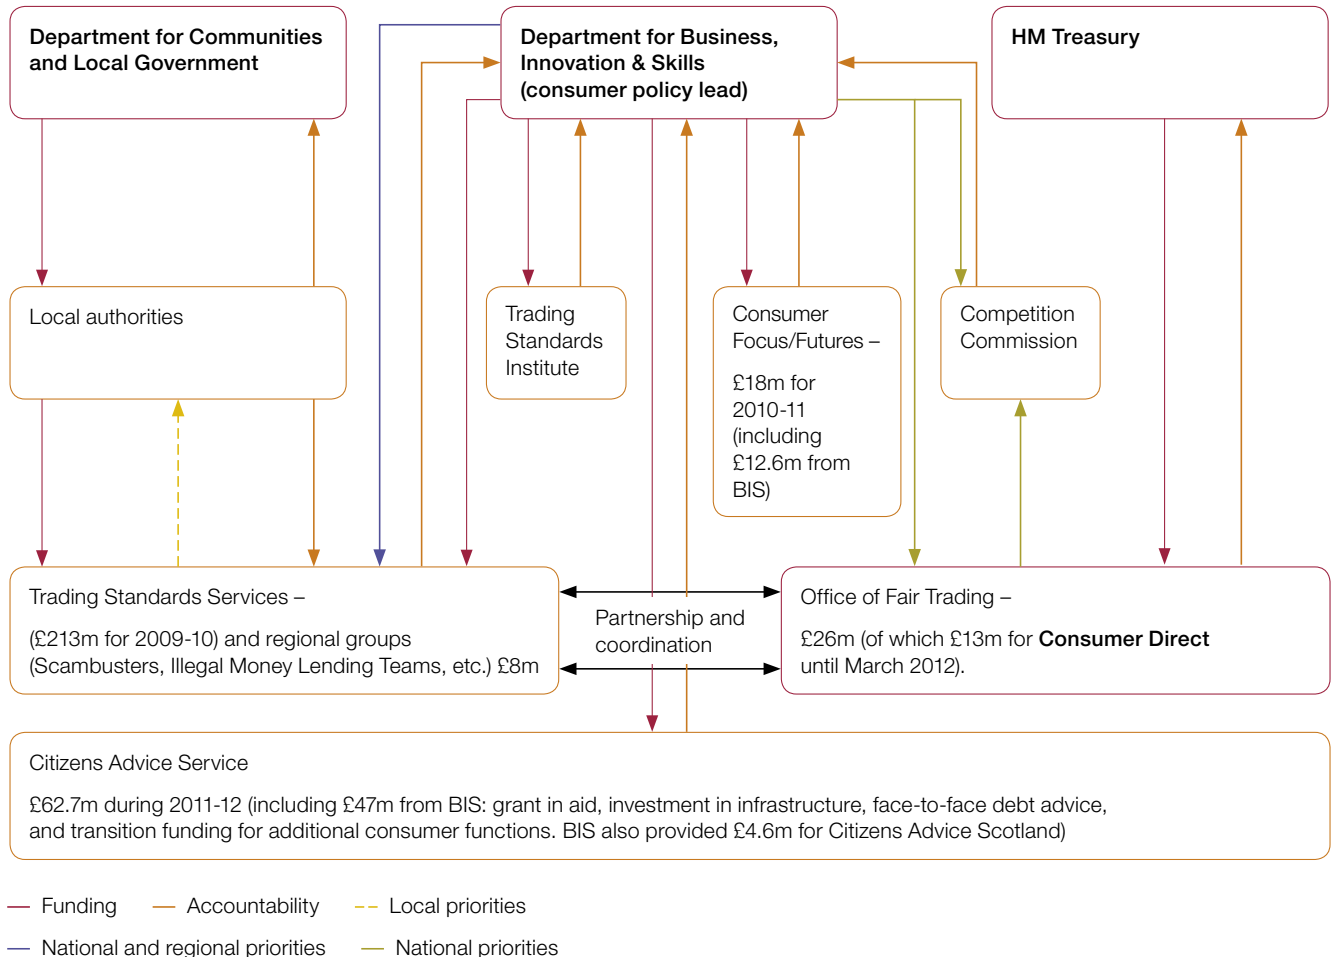 Department for Communities
and Local Government
Department for Business,
Innovation & Skills
(consumer policy lead)
HM Treasury
Local authorities
Trading
Standards
Institute
Consumer
Focus/Futures –
£18m for
2010-11
(including
£12.6m from
BIS)
Competition
Commission
Trading Standards Services –
(£213m for 2009-10) and regional groups
(Scambusters, Illegal Money Lending Teams, etc.) £8m
Partnership and
coordination
Office of Fair Trading –
£26m (of which £13m for Consumer Direct
until March 2012).
Citizens Advice Service
£62.7m during 2011-12 (including £47m from BIS: grant in aid, investment in infrastructure, face-to-face debt advice,
and transition funding for additional consumer functions. BIS also provided £4.6m for Citizens Advice Scotland)
Funding
Accountability
Local priorities
National and regional priorities
National priorities